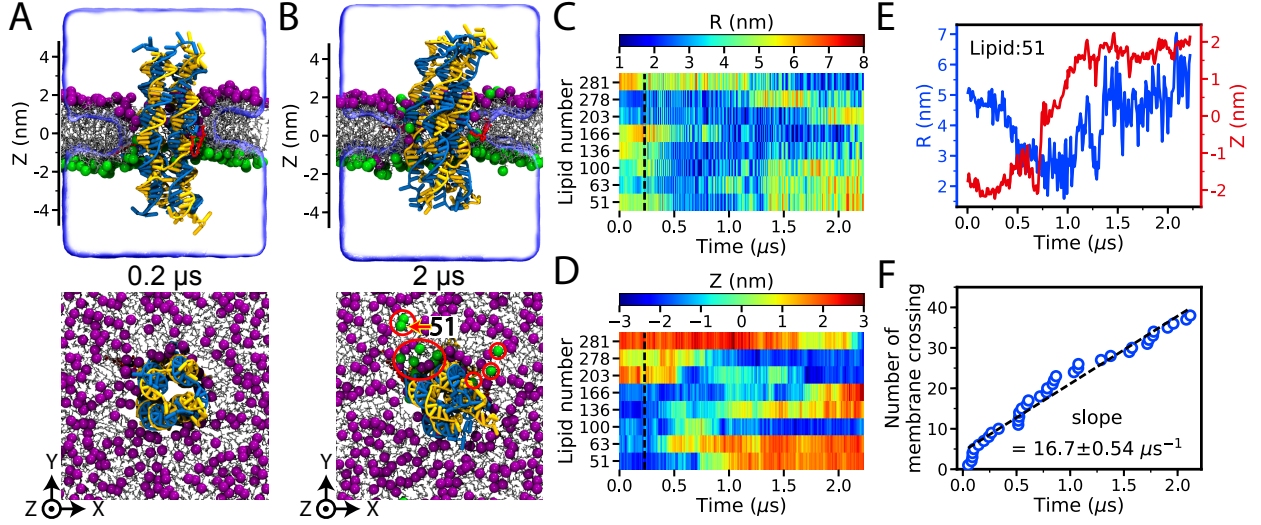 A
B
C
E
Z (nm)
4
2
0
-2
-4
Z (nm)
4
2
0
-2
-4
R (nm)
1 2 3 4 5 6 7 8
Lipid number
281
278
203
166
136
100
63
51
0.0 0.5 1.0 1.5 2.0
Time (μs)
Lipid:51
R (nm)
7
6
5
4
3
2
Z (nm)
2
1
0
-1
-2
0.0 0.5 1.0 1.5 2.0
Time (μs)
0.2 μs
2 μs
51
Y
Z X
Y
Z X
D
Z (nm)
−3 −2 −1 0 1 2 3
Lipid number
281
278
203
166
136
100
63
51
0.0 0.5 1.0 1.5 2.0
Time (μs)
F
Number of
membrane crossing
40
30
20
10
0
slope
= 16.7±0.54 μs⁻¹
0.0 0.5 1.0 1.5 2.0
Time (μs)